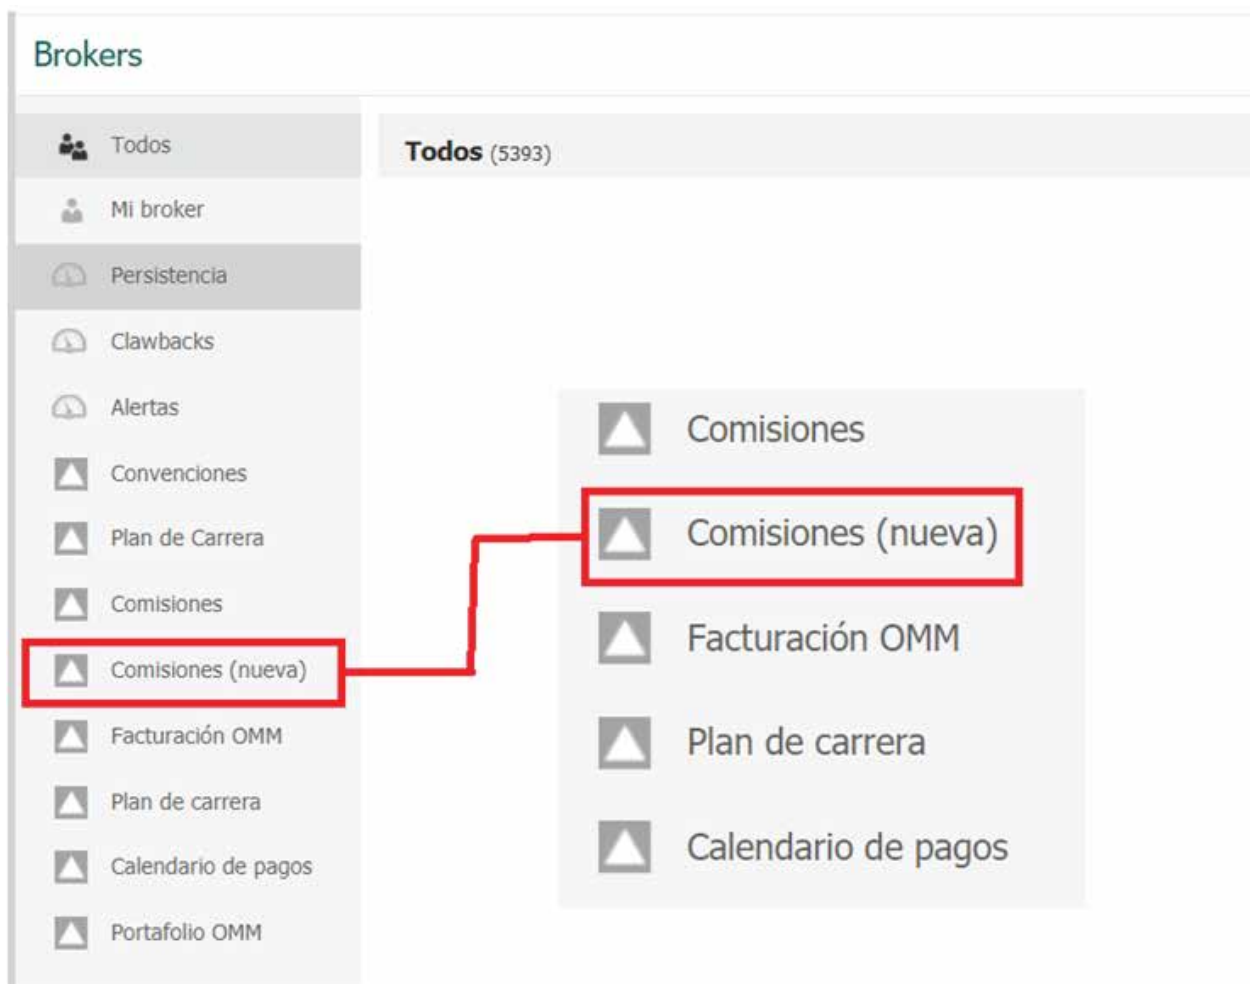 Brokers
Todos
Mi broker
Persistencia
Clawbacks
Alertas
Convenciones
Plan de Carrera
Comisiones
Comisiones (nueva)
Facturación OMM
Plan de carrera
Calendario de pagos
Portafolio OMM
Todos (5393)
Comisiones
Comisiones (nueva)
Facturación OMM
Plan de carrera
Calendario de pagos